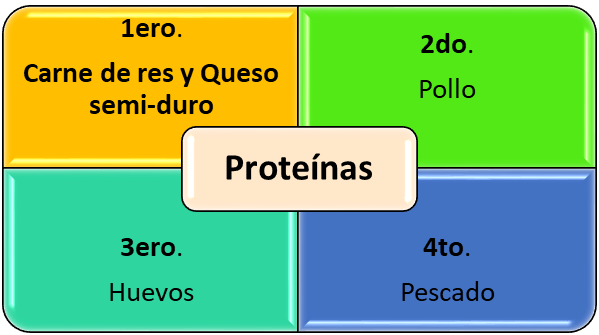 1ero.
Carne de res y Queso
semi-duro
2do.
Pollo
Proteínas
3ero.
Huevos
4to.
Pescado